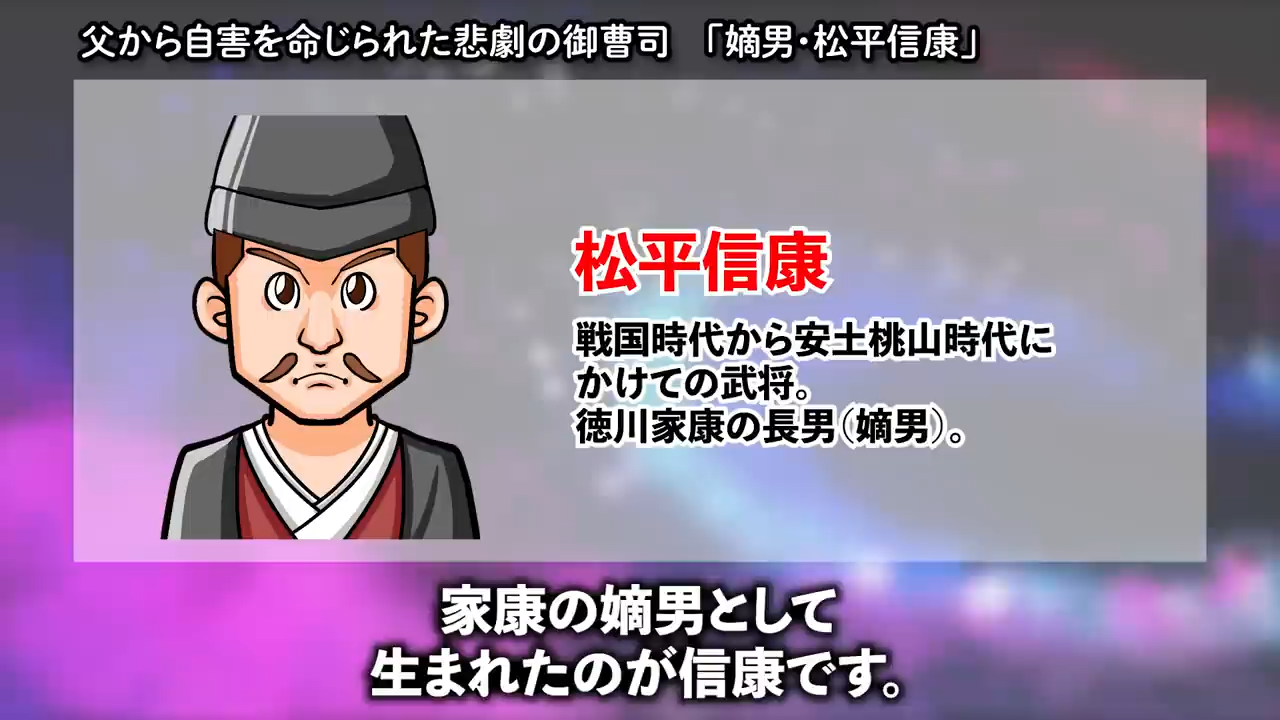 父から自害を命じられた悲劇の御曹司 「嫡男・松平信康」
松平信康
戦国時代から安土桃山時代に
かけての武将。
徳川家康の長男(嫡男)。
家康の嫡男として
生まれたのが信康です。